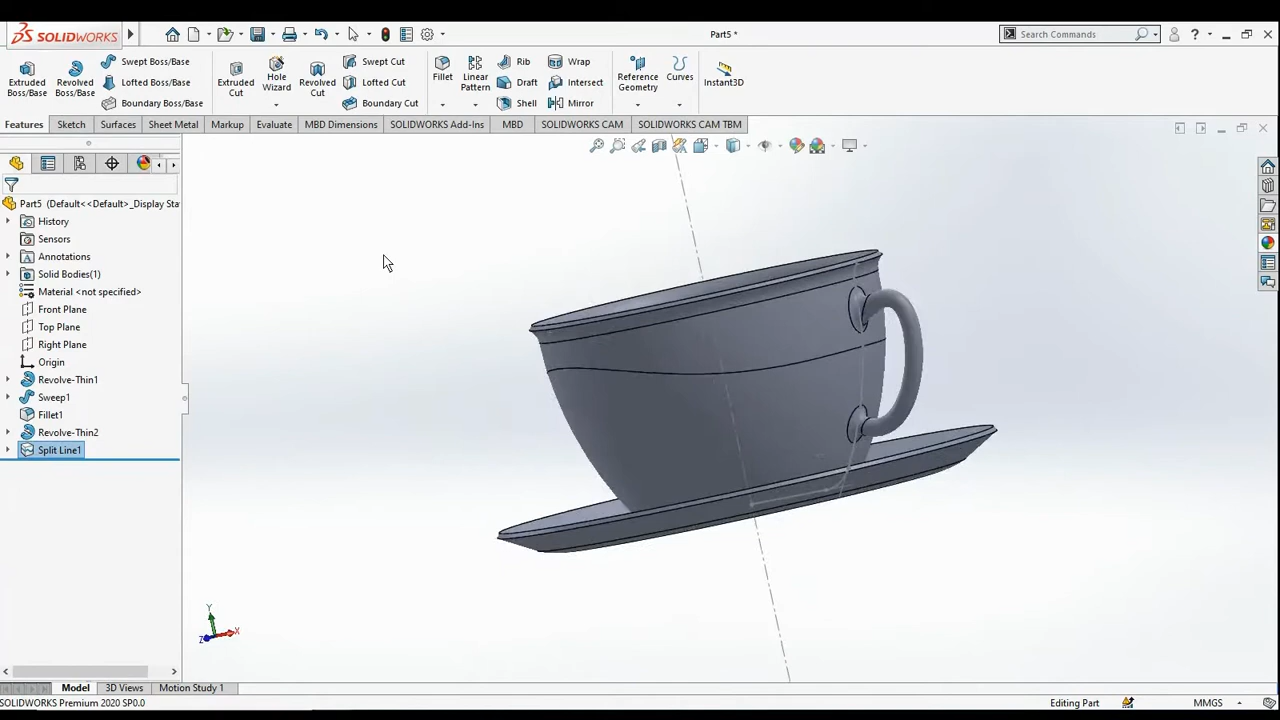 SOLIDWORKS
Part5 *
Search Commands
?
Extruded Boss/Base
Revolved Boss/Base
Swept Boss/Base
Lofted Boss/Base
Boundary Boss/Base
Extruded Cut
Hole Wizard
Revolved Cut
Swept Cut
Lofted Cut
Boundary Cut
Fillet
Linear Pattern
Rib
Draft
Shell
Wrap
Intersect
Mirror
Reference Geometry
Curves
Instant3D
Features Sketch Surfaces Sheet Metal Markup Evaluate MBD Dimensions SOLIDWORKS Add-Ins MBD SOLIDWORKS CAM SOLIDWORKS CAM TBM
Part5 (Default<<Default>_Display Sta
History
Sensors
Annotations
Solid Bodies(1)
Material <not specified>
Front Plane
Top Plane
Right Plane
Origin
Revolve-Thin1
Sweep1
Fillet1
Revolve-Thin2
Split Line1
Y
X
Z
Model 3D Views Motion Study 1
SOLIDWORKS Premium 2020 SP0.0
Editing Part
MMGS